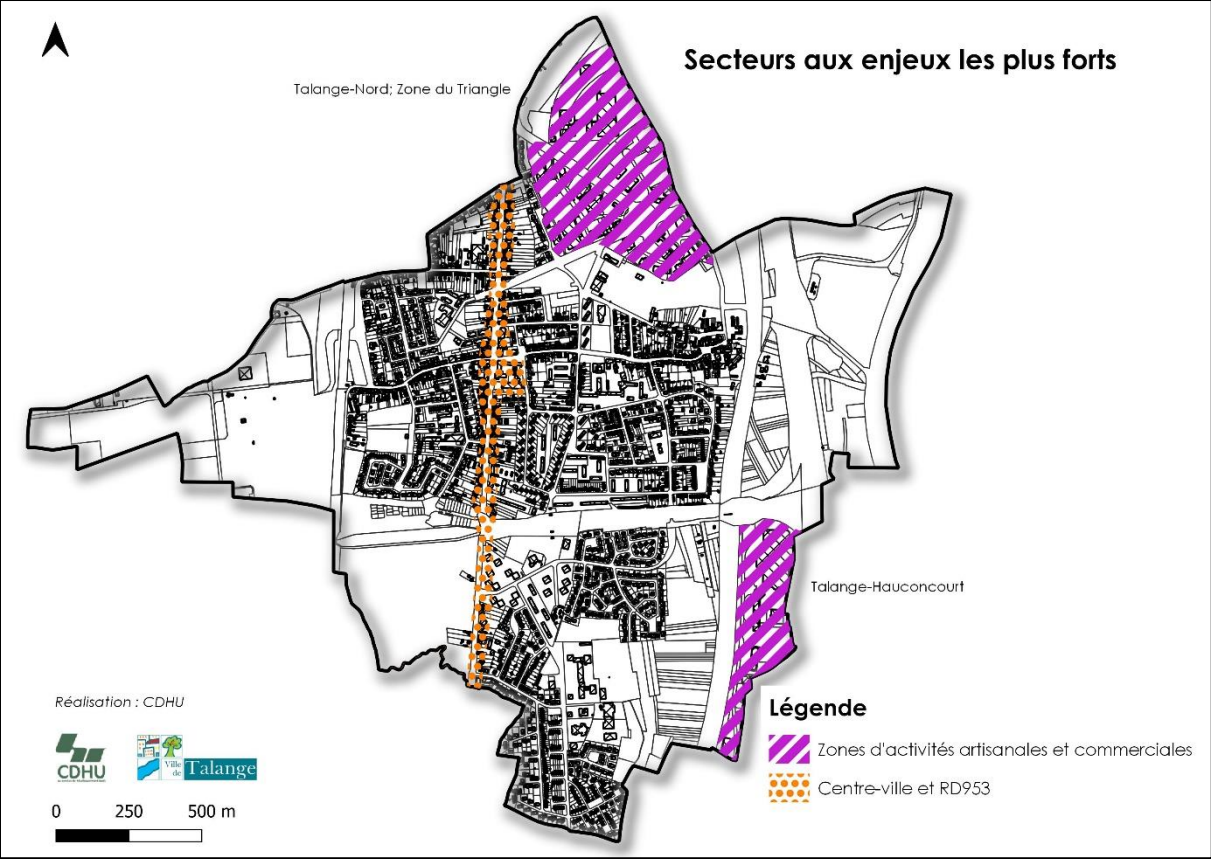 Secteurs aux enjeux les plus forts
Talange-Nord; Zone du Triangle
Talange-Hauconcourt
Réalisation : CDHU
CDHU
Ville
de Talange
0 250 500 m
Légende
Zones d'activités artisanales et commerciales
Centre-ville et RD953